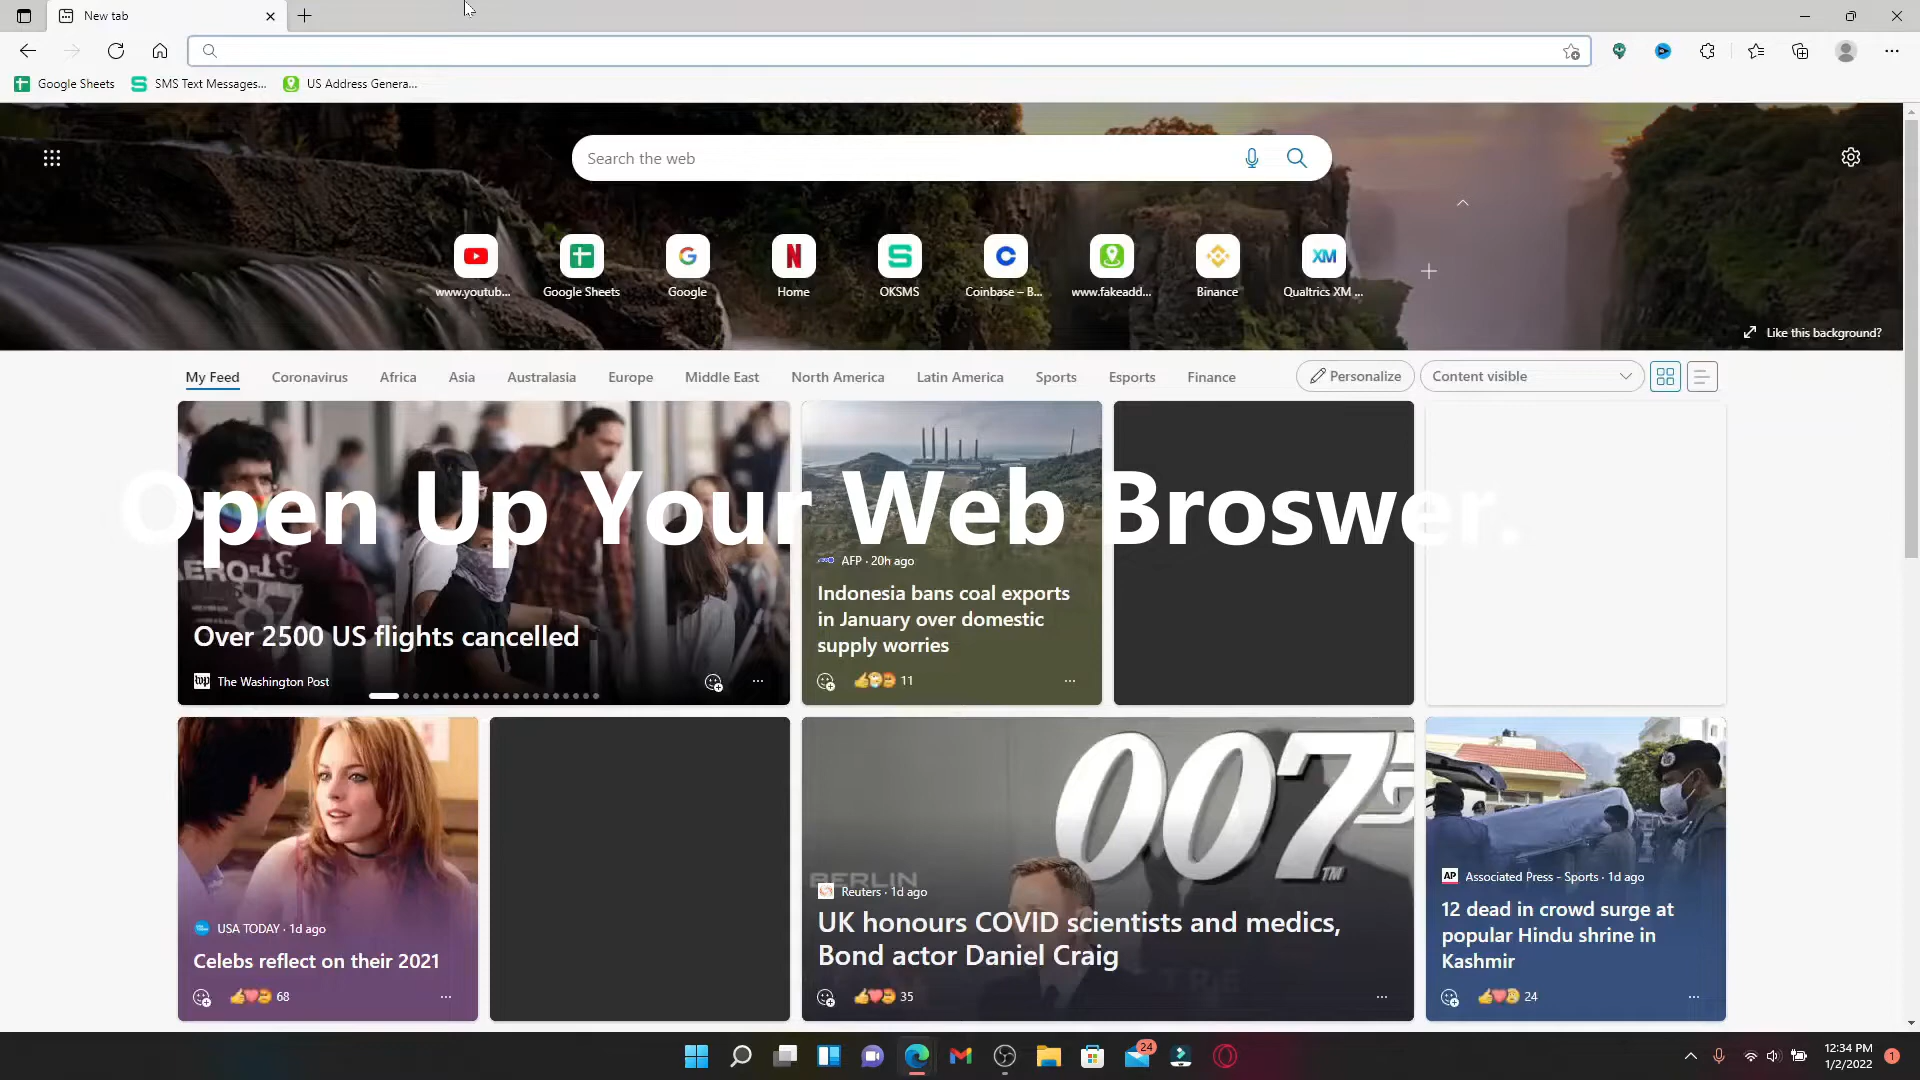 New tab
Google Sheets
SMS Text Messages...
US Address Genera...
Search the web
www.youtub...
Google Sheets
Google
Home
OKSMS
Coinbase – B...
www.fakeadd...
Binance
XM
Qualtrics XM ...
Like this background?
My Feed
Coronavirus
Africa
Asia
Australasia
Europe
Middle East
North America
Latin America
Sports
Esports
Finance
Personalize
Content visible
Open Up Your Web Broswer.
AFP · 20h ago
Indonesia bans coal exports
in January over domestic
supply worries
11
Over 2500 US flights cancelled
The Washington Post
USA TODAY · 1d ago
Celebs reflect on their 2021
68
007
TM
BERLIN
Reuters · 1d ago
UK honours COVID scientists and medics,
Bond actor Daniel Craig
35
AP
Associated Press - Sports · 1d ago
12 dead in crowd surge at
popular Hindu shrine in
Kashmir
24
24
12:34 PM
1/2/2022
1